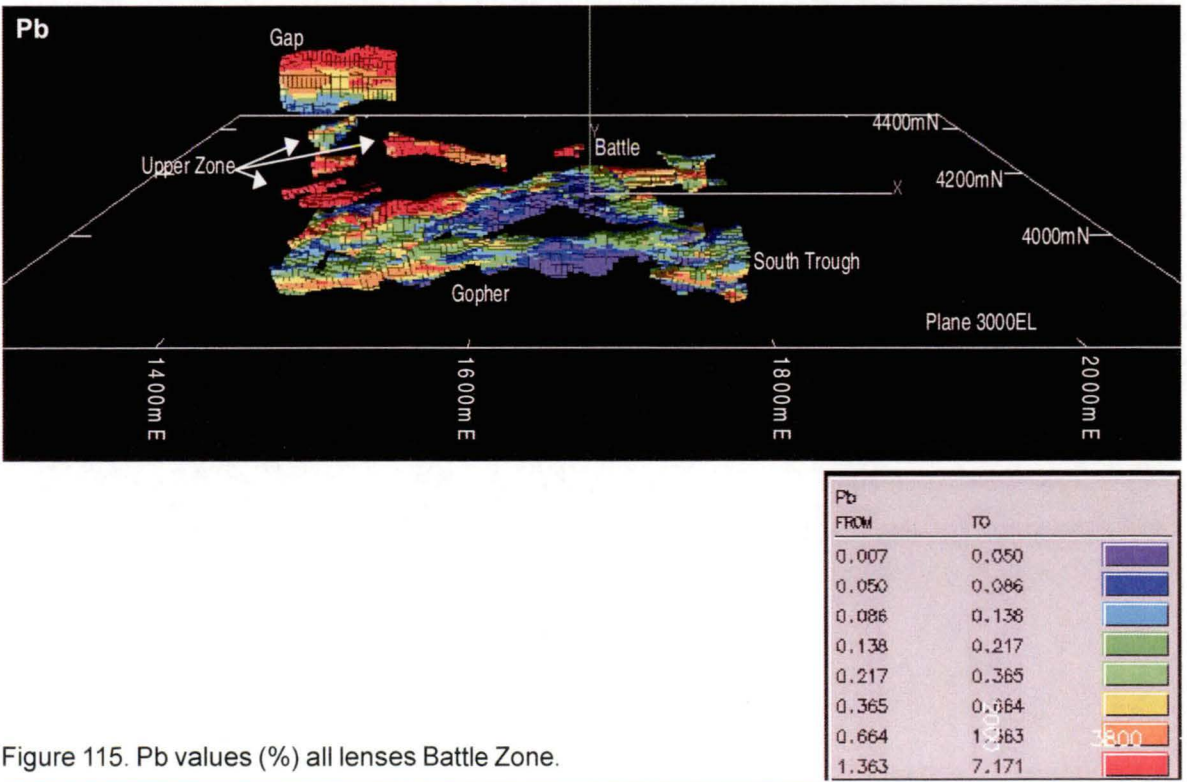 Pb
Gap
4400mN
Upper Zone
Y
Battle
4200mN
X
4000mN
South Trough
Gopher
Plane 3000EL
1400m E
1600m E
1800m E
2000m E
Pb
FROM TO
0.007 0.050
0.050 0.086
0.086 0.138
0.138 0.217
0.217 0.365
0.365 0.664
0.664 1.363
3800
1.363 7.171
Figure 115. Pb values (%) all lenses Battle Zone.